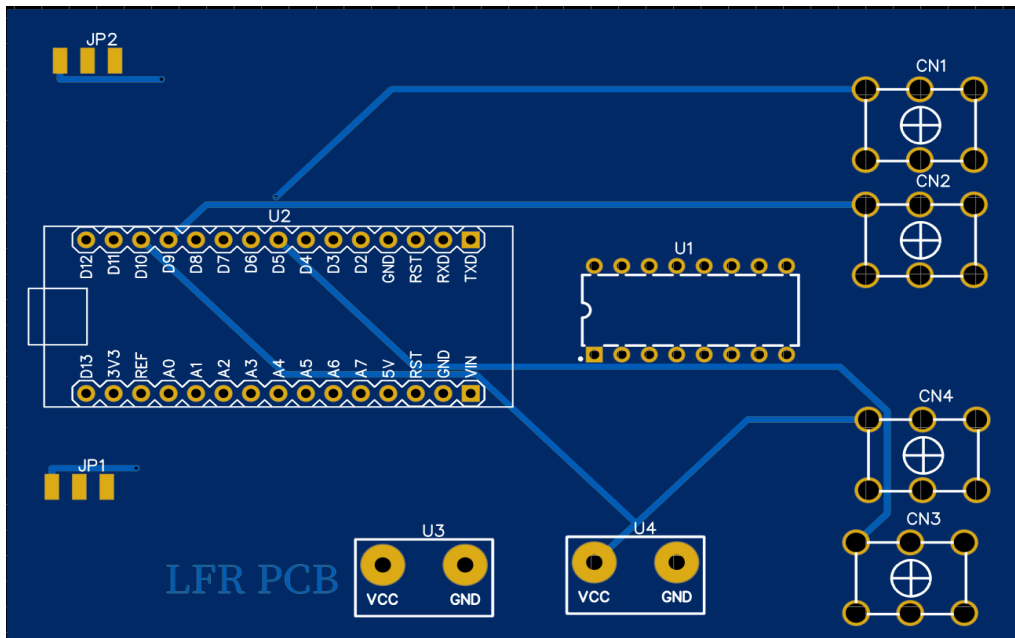 JP2
CN1
CN2
U2
D12 D11 D10 D9 D8 D7 D6 D5 D4 D3 D2 GND RST RXD TXD
U1
D13 3V3 REF A0 A1 A2 A3 A4 A5 A6 A7 5V RST GND VIN
CN4
JP1
CN3
U3
U4
LFR PCB
VCC GND
VCC GND